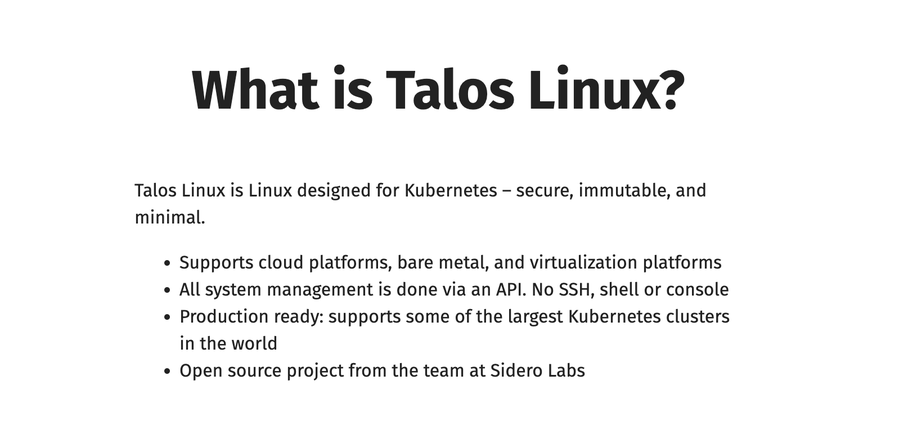 What is Talos Linux?
Talos Linux is Linux designed for Kubernetes – secure, immutable, and
minimal.
• Supports cloud platforms, bare metal, and virtualization platforms
• All system management is done via an API. No SSH, shell or console
• Production ready: supports some of the largest Kubernetes clusters
in the world
• Open source project from the team at Sidero Labs